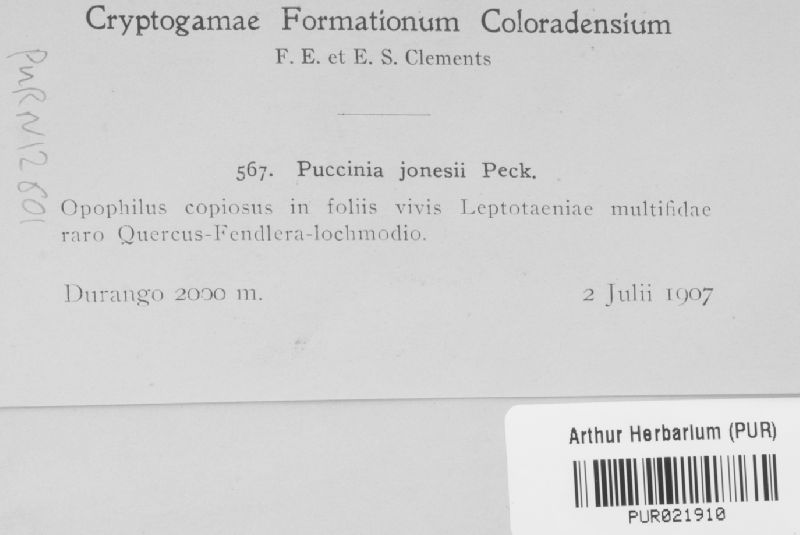 Cryptogamae Formationum Coloradensium
F. E. et E. S. Clements
PUR N12601
567. Puccinia jonesii Peck.
Opophilus copiosus in foliis vivis Leptotaeniae multifidae
raro Quercus-Fendlera-lochmodio.
Durango 2000 m. 2 Julii 1907
Arthur Herbarium (PUR)
PUR021910